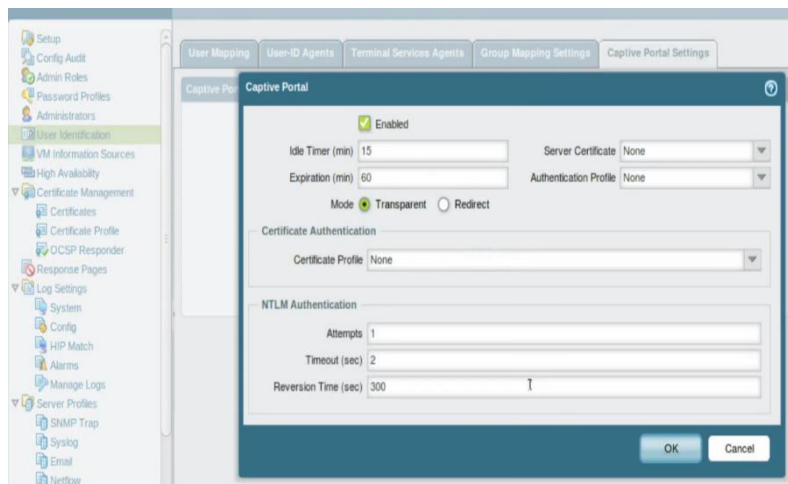 Setup
Config Audit
Admin Roles
Password Profiles
Administrators
User Identification
VM Information Sources
High Availability
Certificate Management
Certificates
Certificate Profile
OCSP Responder
Response Pages
Log Settings
System
Config
HIP Match
Alarms
Manage Logs
Server Profiles
SNMP Trap
Syslog
Email
Netflow
User Mapping User-ID Agents Terminal Services Agents Group Mapping Settings Captive Portal Settings
Captive Por
Captive Portal
Enabled
Idle Timer (min) 15 Server Certificate None
Expiration (min) 60 Authentication Profile None
Mode Transparent Redirect
Certificate Authentication
Certificate Profile None
NTLM Authentication
Attempts 1
Timeout (sec) 2
Reversion Time (sec) 300
OK Cancel